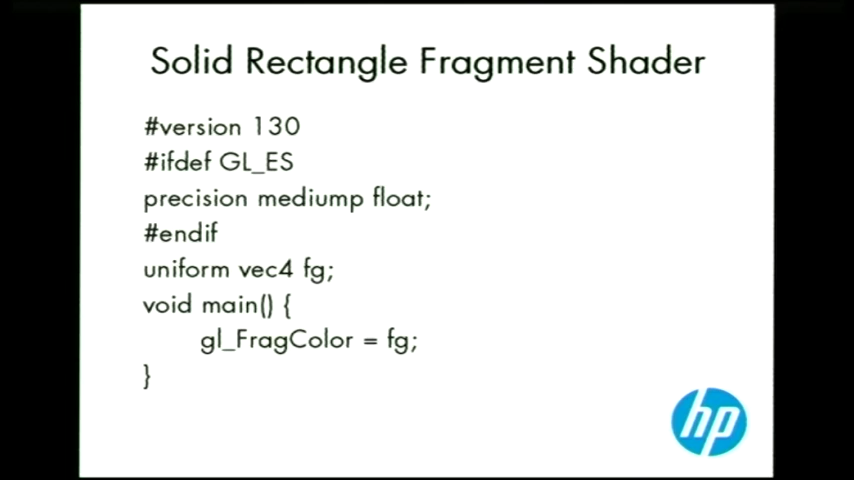 Solid Rectangle Fragment Shader
#version 130
#ifdef GL_ES
precision mediump float;
#endif
uniform vec4 fg;
void main() {
gl_FragColor = fg;
}
hp